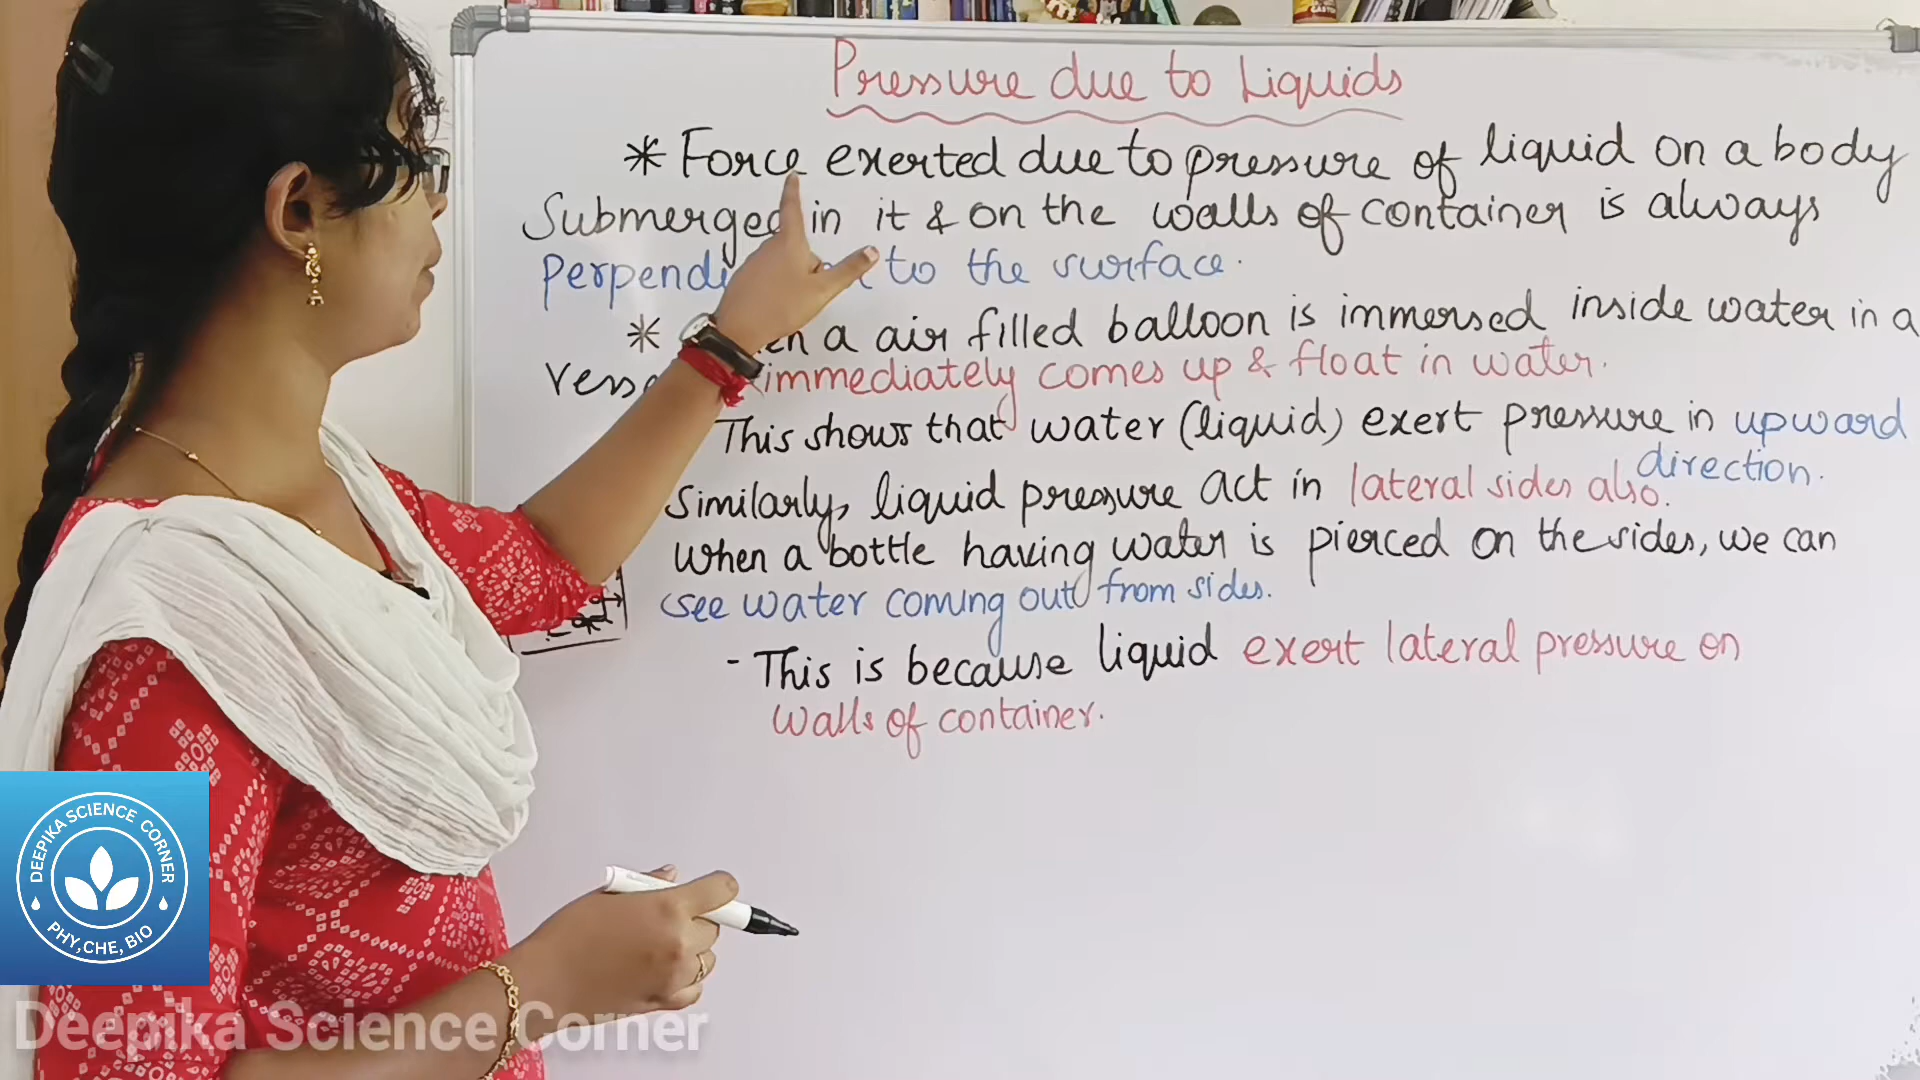 Pressure due to Liquids
* Force exerted due to pressure of liquid on a body
Submerged in it & on the walls of container is always
to the surface.
* a air filled balloon is immersed inside water in a
immediately comes up & float in water.
This shows that water (liquid) exert pressure in upward
direction.
Similarly, liquid pressure act in lateral sides also.
When a bottle having water is pierced on the sides, we can
see water coming out from sides.
- This is because liquid exert lateral pressure on
walls of container.
DEEPIKA SCIENCE CORNER
PHY,CHE, BIO
Deepika Science Corner